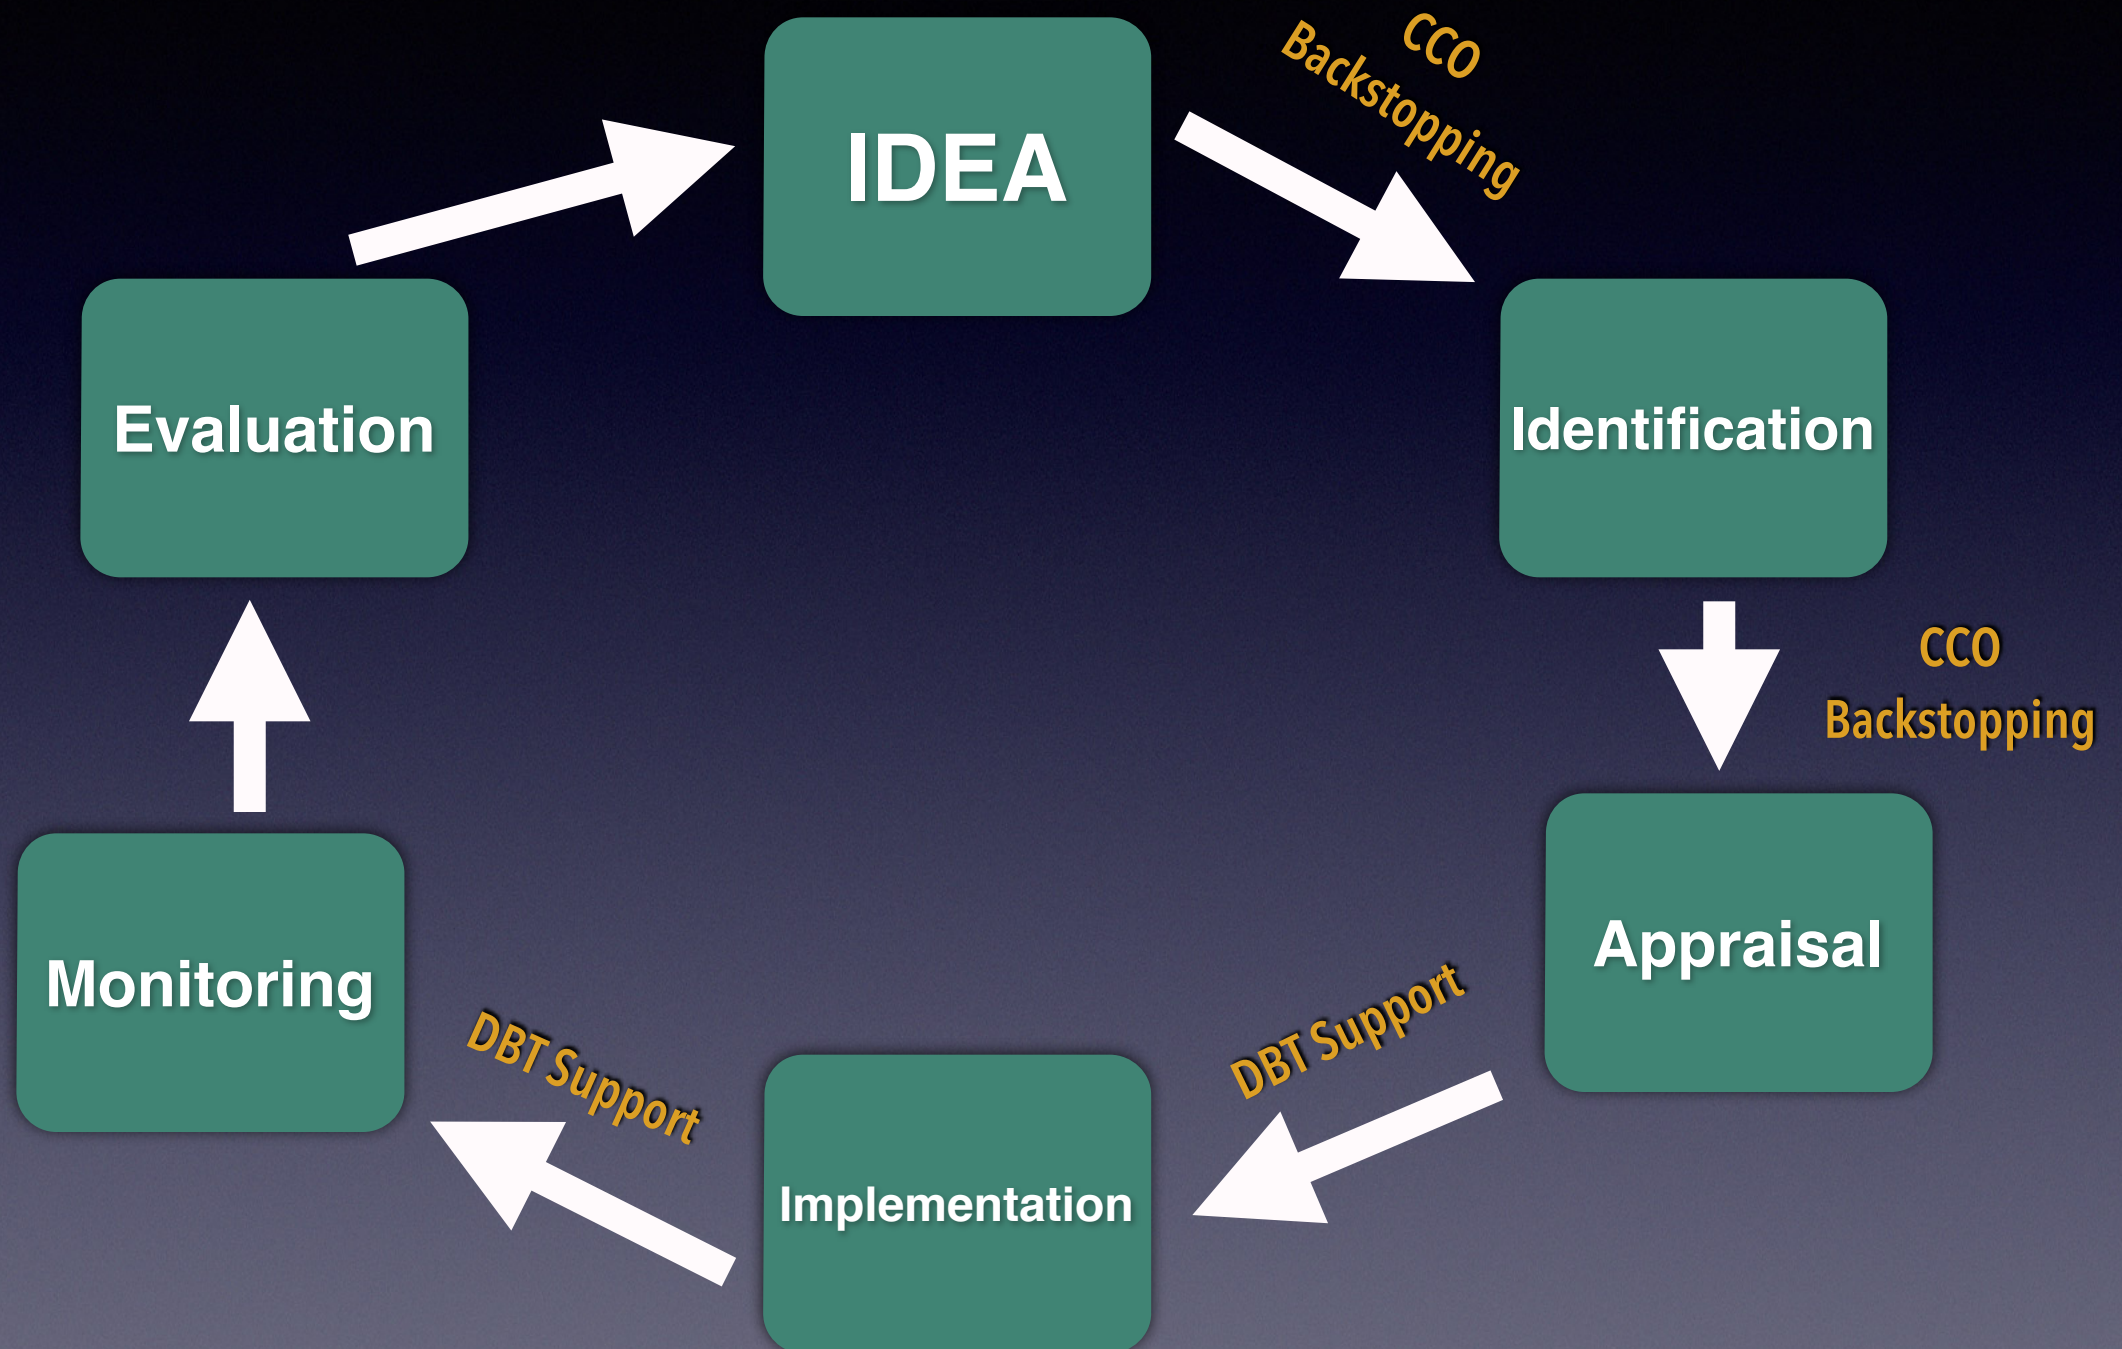 IDEA
CCO
Backstopping
Identification
CCO
Backstopping
Appraisal
DBT Support
Implementation
DBT Support
Monitoring
Evaluation